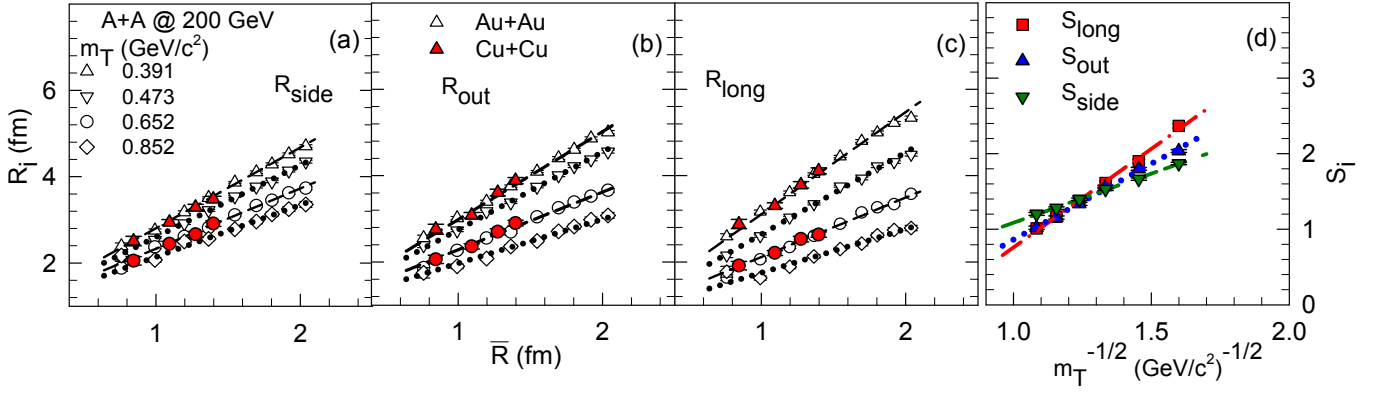 A+A @ 200 GeV
(a)
m_T (GeV/c²)
0.391
0.473
0.652
0.852
R_side
Au+Au
Cu+Cu
(b)
R_out
(c)
R_long
S_long
S_out
S_side
(d)
R_i (fm)
6
4
2
1 2
1 2
1 2
R̅ (fm)
3
2
1
0
S_i
1.0 1.5 2.0
m_T^-1/2 (GeV/c²)^-1/2